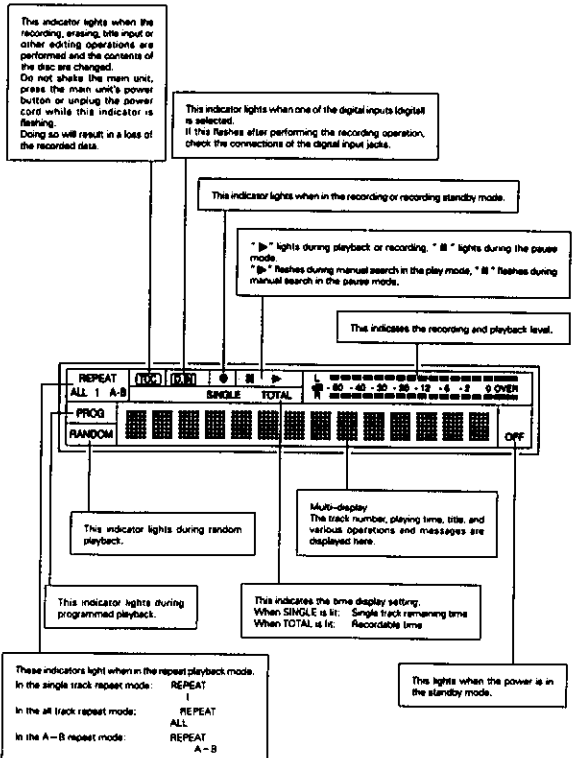 This indicator lights when the
recording, erasing, title input or
other editing operations are
performed and the contents of
the disc are changed.
Do not shake the main unit,
press the main unit's power
button or unplug the power
cord while this indicator is
flashing.
Doing so will result in a loss of
the recorded data.
This indicator lights when one of the digital inputs (digital)
is selected.
If this flashes after performing the recording operation,
check the connections of the digital input jacks.
This indicator lights when in the recording or recording standby mode.
" ▶ " lights during playback or recording. " ⏸ " lights during the pause
mode.
" ▶ " flashes during manual search in the play mode, " ⏸ " flashes during
manual search in the pause mode.
This indicates the recording and playback level.
REPEAT
ALL 1 A-B
TOC
D.IN
● ⏸ ▶
SINGLE TOTAL
L
dB - 60 -40 -30 -20 -12 -6 -2 0 OVER
R
PROG
RANDOM
OFF
This indicator lights during random
playback.
Multi-display
The track number, playing time, title, and
various operations and messages are
displayed here.
This indicator lights during
programmed playback.
This indicates the time display setting.
When SINGLE is lit: Single track remaining time
When TOTAL is lit: Recordable time
These indicators light when in the repeat playback mode.
In the single track repeat mode: REPEAT
1
In the all track repeat mode: REPEAT
ALL
In the A-B repeat mode: REPEAT
A-B
This lights when the power is in
the standby mode.